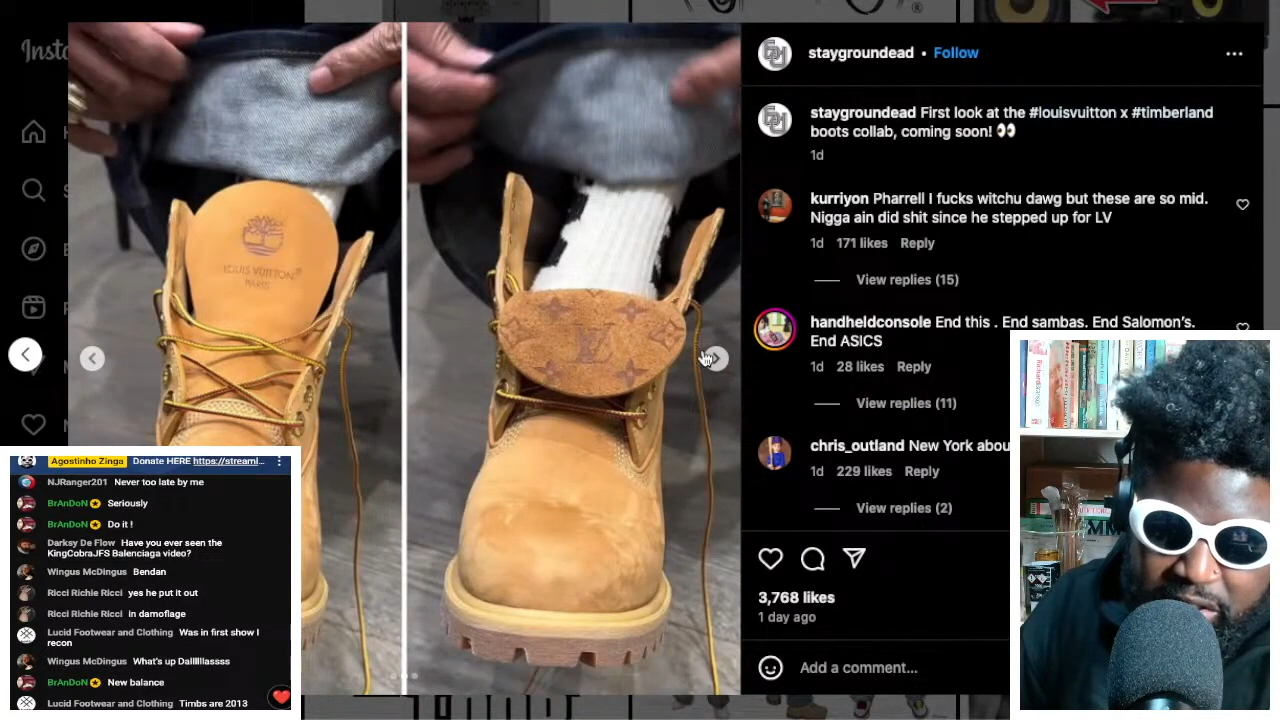 Insta
LOUIS VUITTON®
PARIS
LV
staygroundead • Follow
staygroundead First look at the #louisvuitton x #timberland
boots collab, coming soon! 👀
1d
kurriyon Pharrell I fucks witchu dawg but these are so mid.
Nigga ain did shit since he stepped up for LV
1d 171 likes Reply
View replies (15)
handheldconsole End this . End sambas. End Salomon's.
End ASICS
1d 28 likes Reply
View replies (11)
chris_outland New York abou
1d 229 likes Reply
View replies (2)
3,768 likes
1 day ago
Add a comment...
Agostinho Zinga Donate HERE https://streaml...
NJRanger201 Never too late by me
BrAnDoN Seriously
BrAnDoN Do it !
Darksy De Flow Have you ever seen the
KingCobraJFS Balenciaga video?
Wingus McDingus Bendan
Ricci Richie Ricci yes he put it out
Ricci Richie Ricci in damoflage
Lucid Footwear and Clothing Was in first show I
recon
Wingus McDingus What's up Dallllllassss
BrAnDoN New balance
Lucid Footwear and Clothing Timbs are 2013